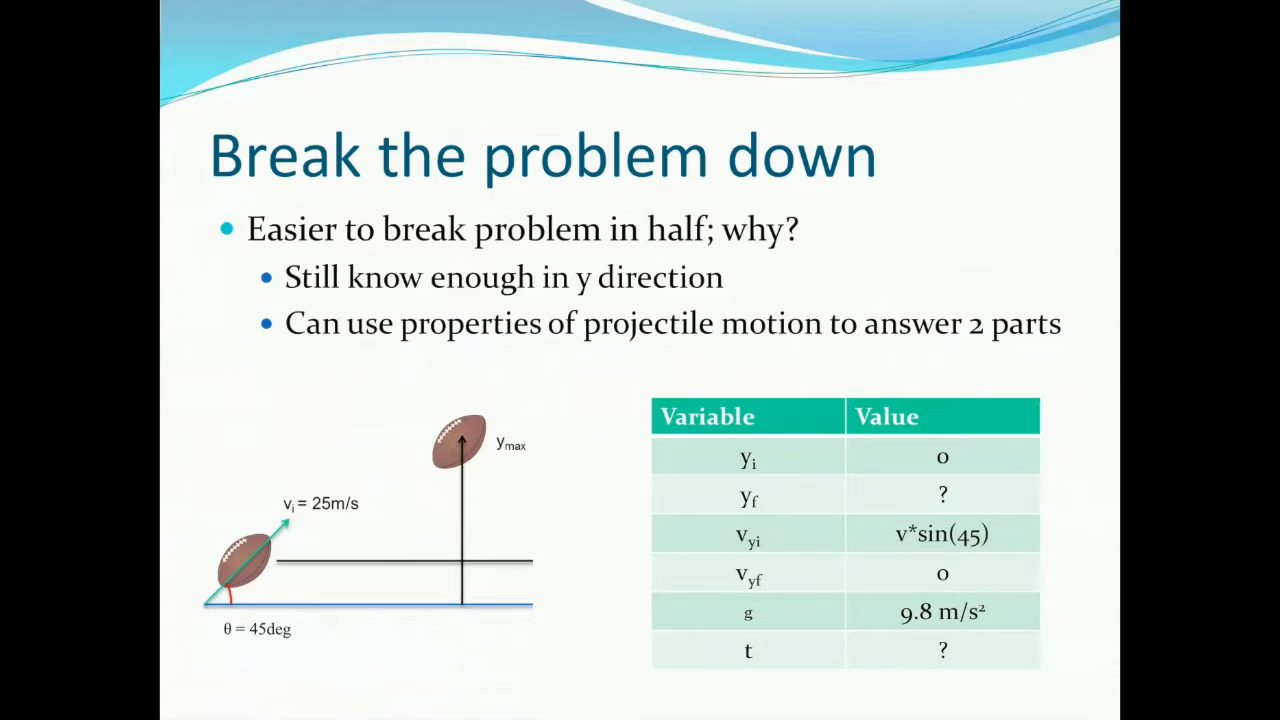 Break the problem down
Easier to break problem in half; why?
Still know enough in y direction
Can use properties of projectile motion to answer 2 parts
ymax
vi = 25m/s
θ = 45deg
Variable Value
yi 0
yf ?
vyi v*sin(45)
vyf 0
g 9.8 m/s²
t ?